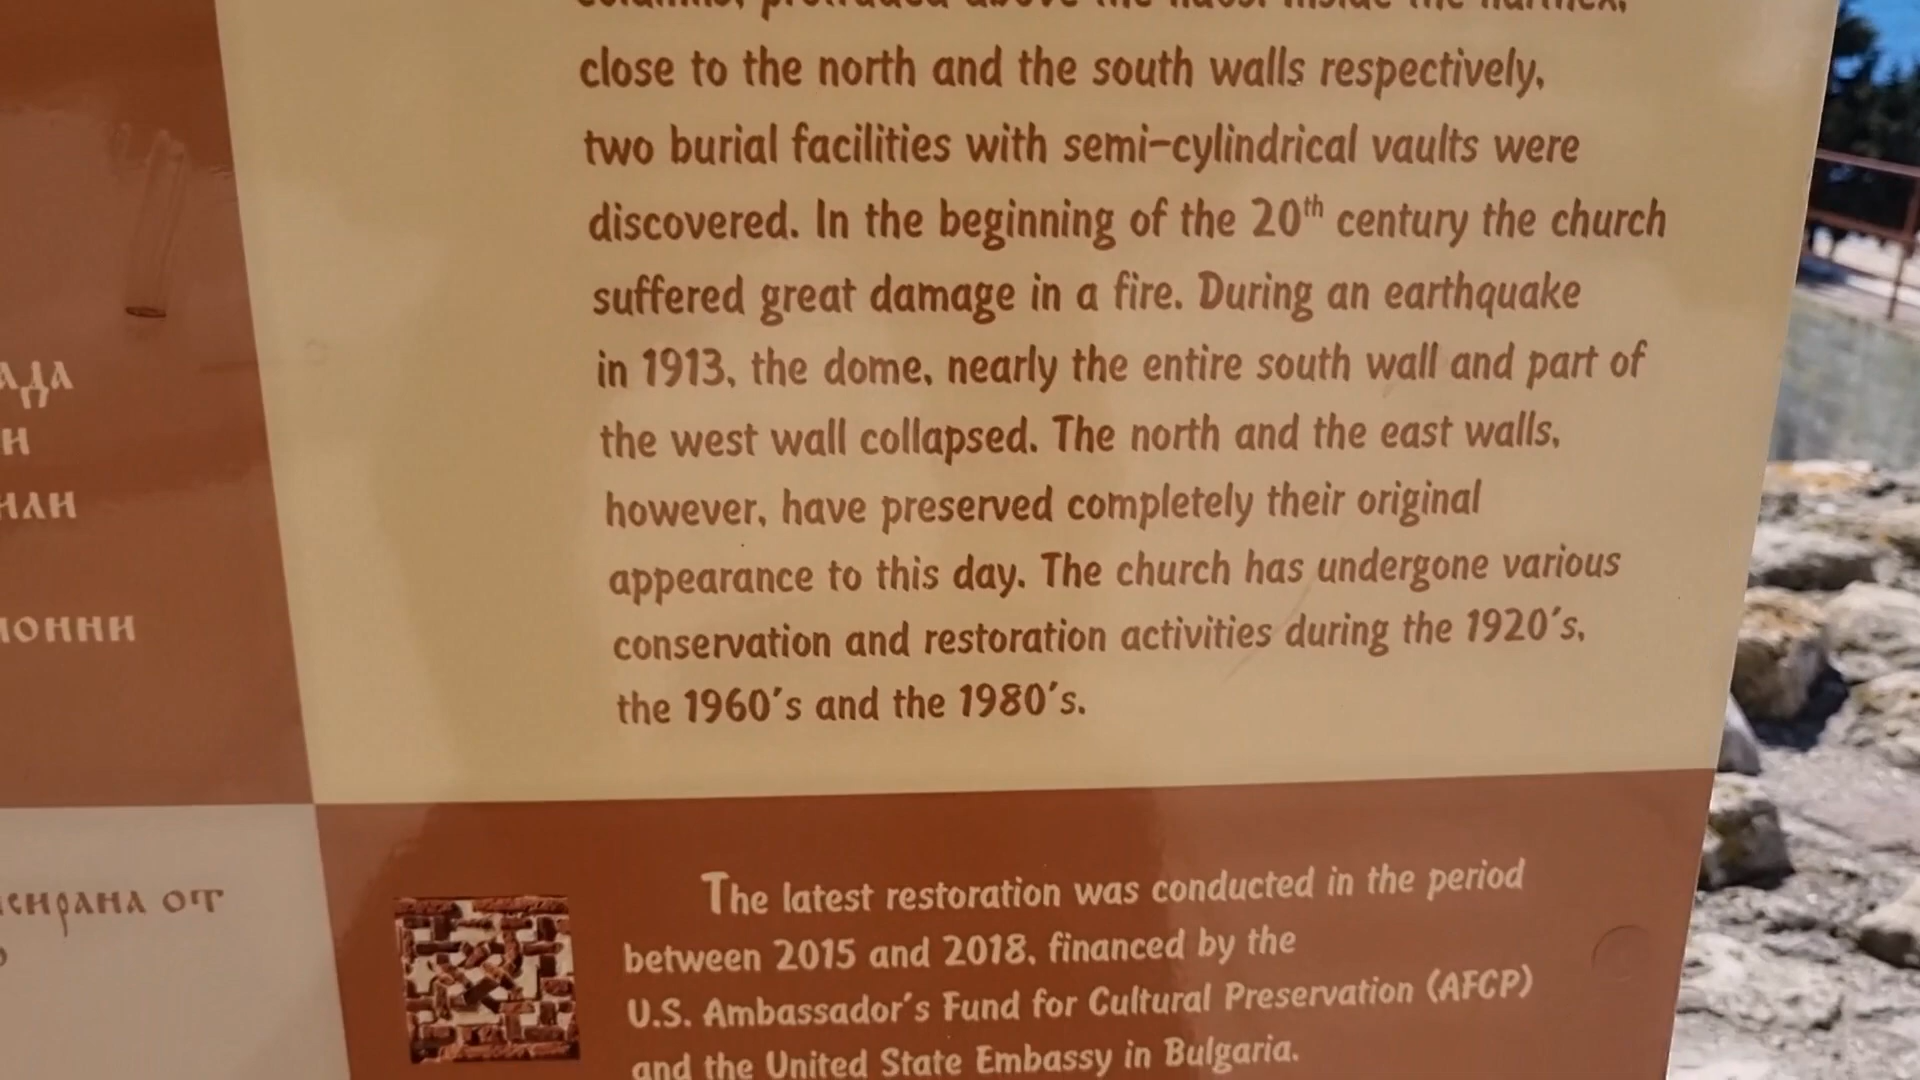 above the
close to the north and the south walls respectively,
two burial facilities with semi-cylindrical vaults were
discovered. In the beginning of the 20th century the church
suffered great damage in a fire. During an earthquake
in 1913, the dome, nearly the entire south wall and part of
the west wall collapsed. The north and the east walls,
however, have preserved completely their original
appearance to this day. The church has undergone various
conservation and restoration activities during the 1920's,
the 1960's and the 1980's.
The latest restoration was conducted in the period
between 2015 and 2018, financed by the
U.S. Ambassador's Fund for Cultural Preservation (AFCP)
and the United State Embassy in Bulgaria.
или
от